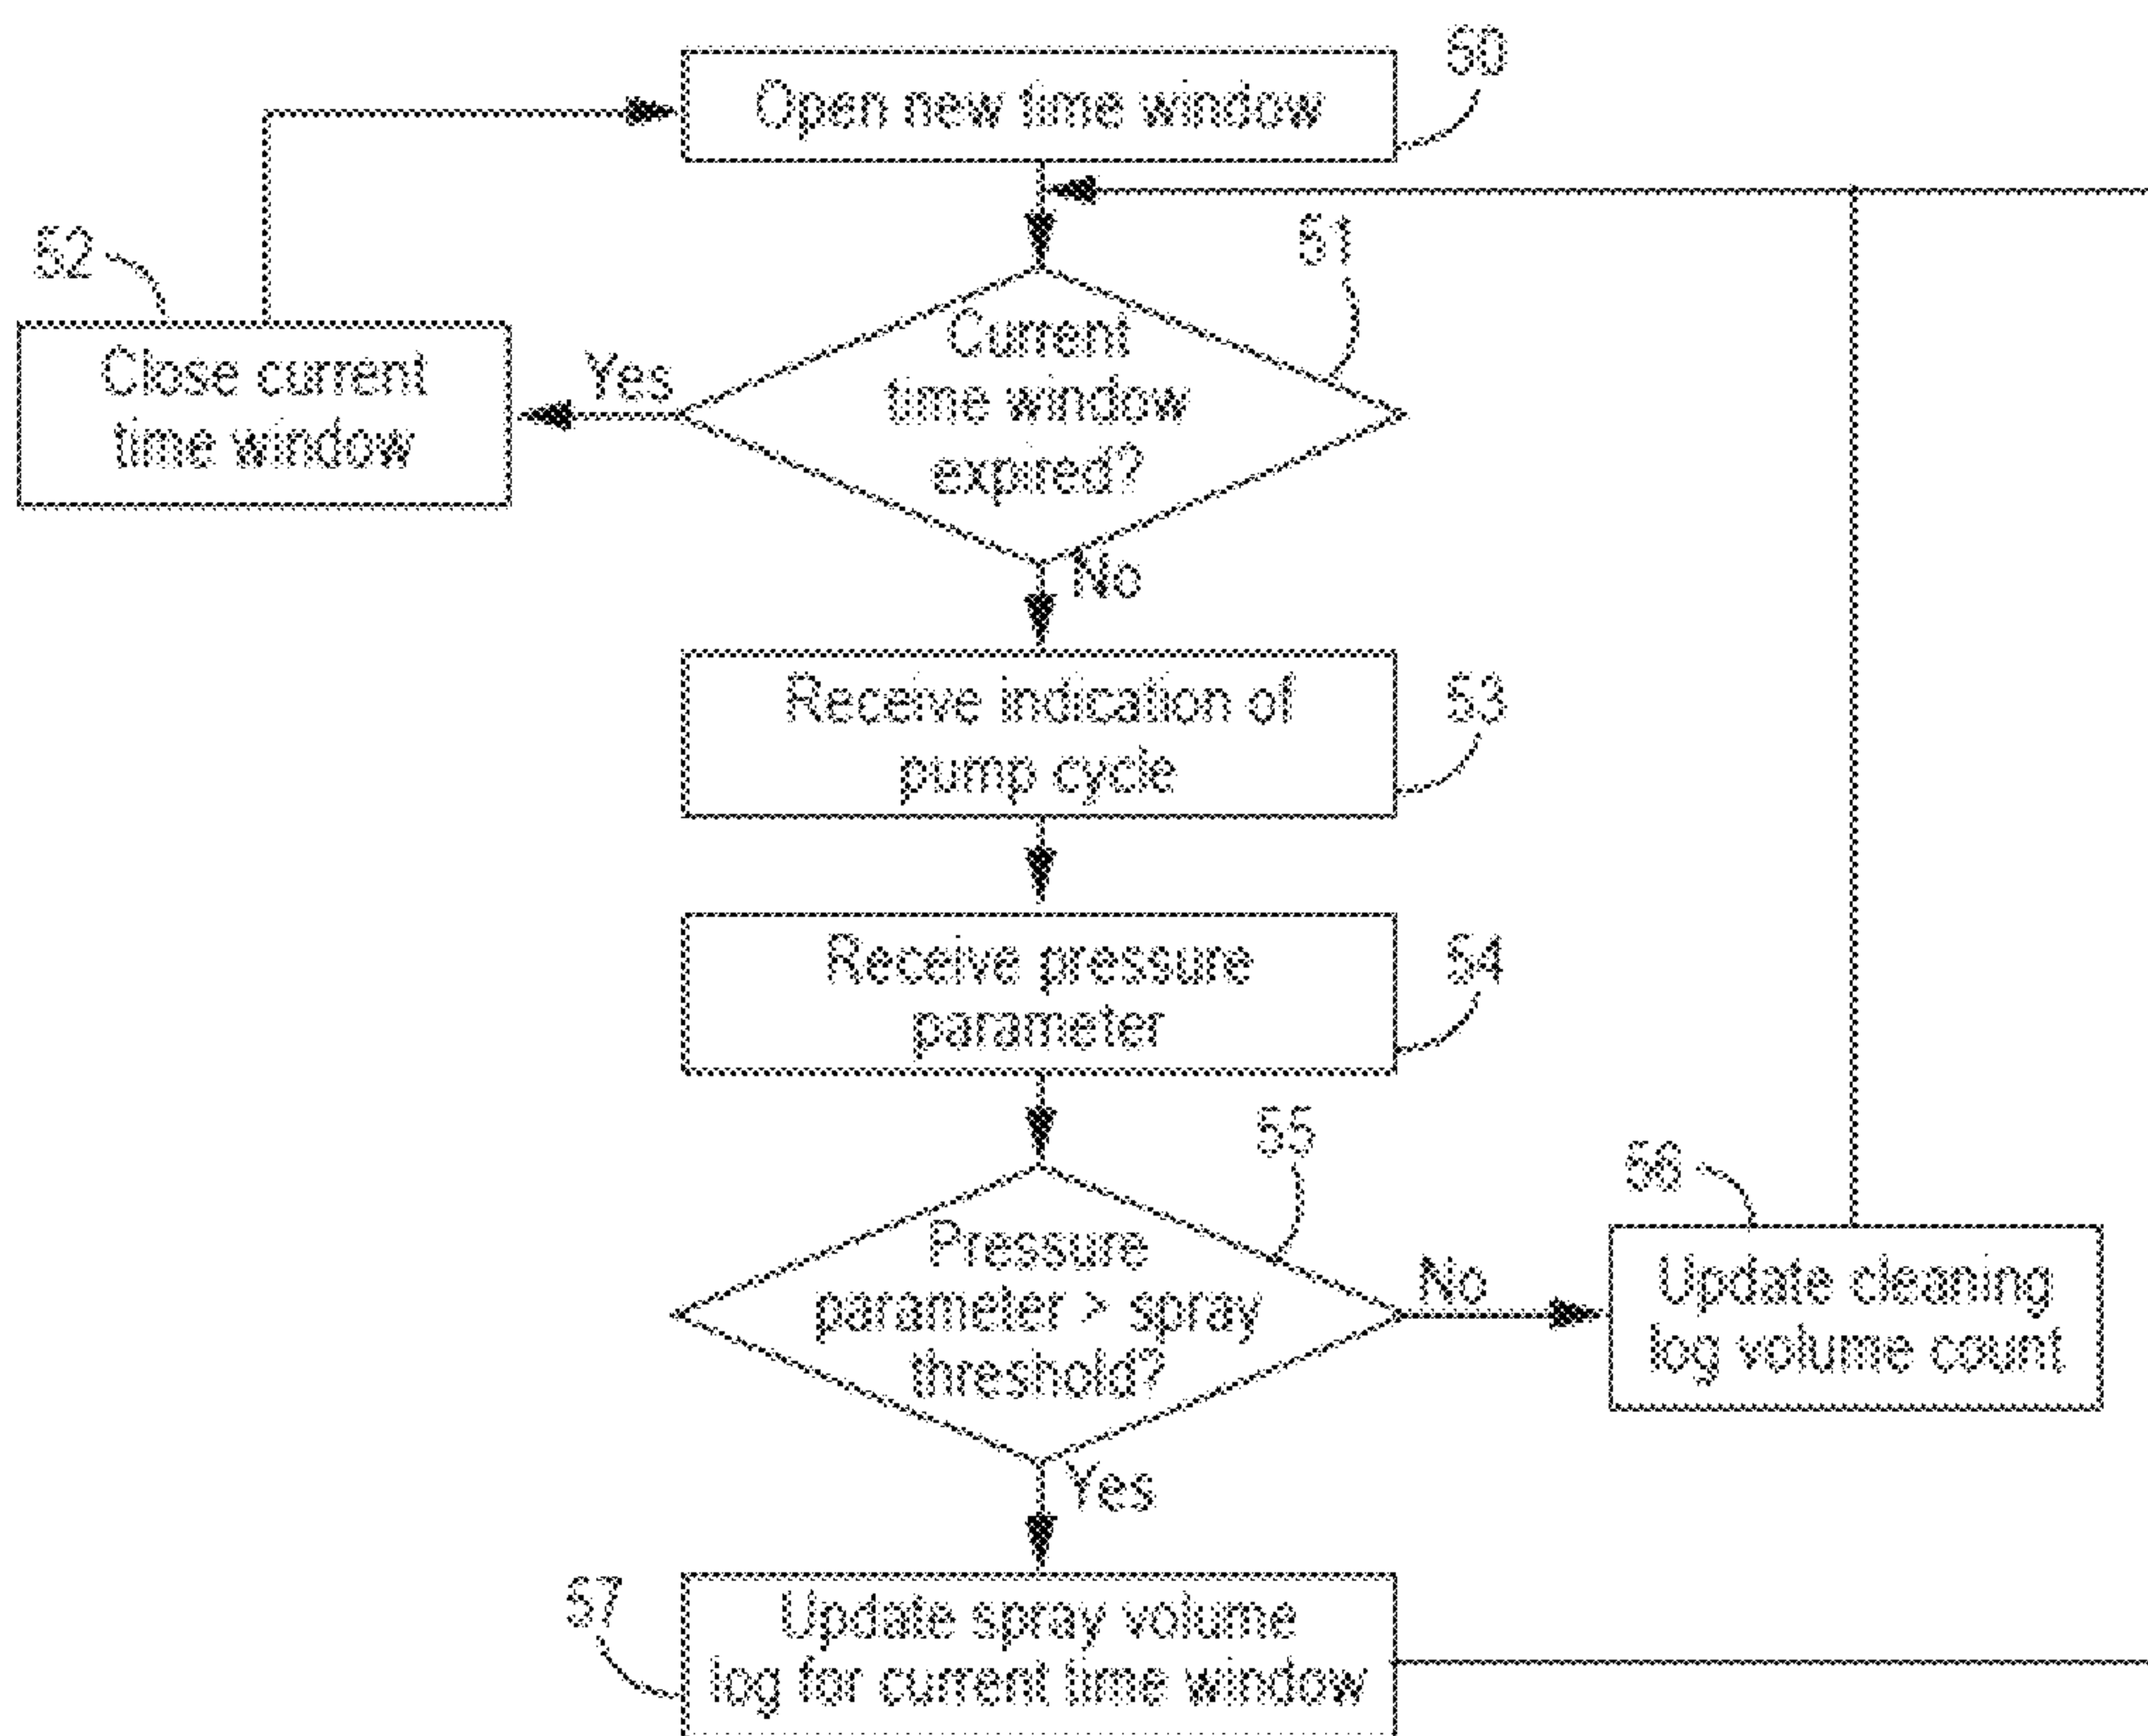 50
Open new time window
51
52
Current
time window
expired?
Close current
time window
Yes
No
Receive indication of
pump cycle
53
Receive pressure
parameter
54
55
Pressure
parameter > spray
threshold?
No
56
Update cleaning
log volume count
Yes
57
Update spray volume
log for current time window